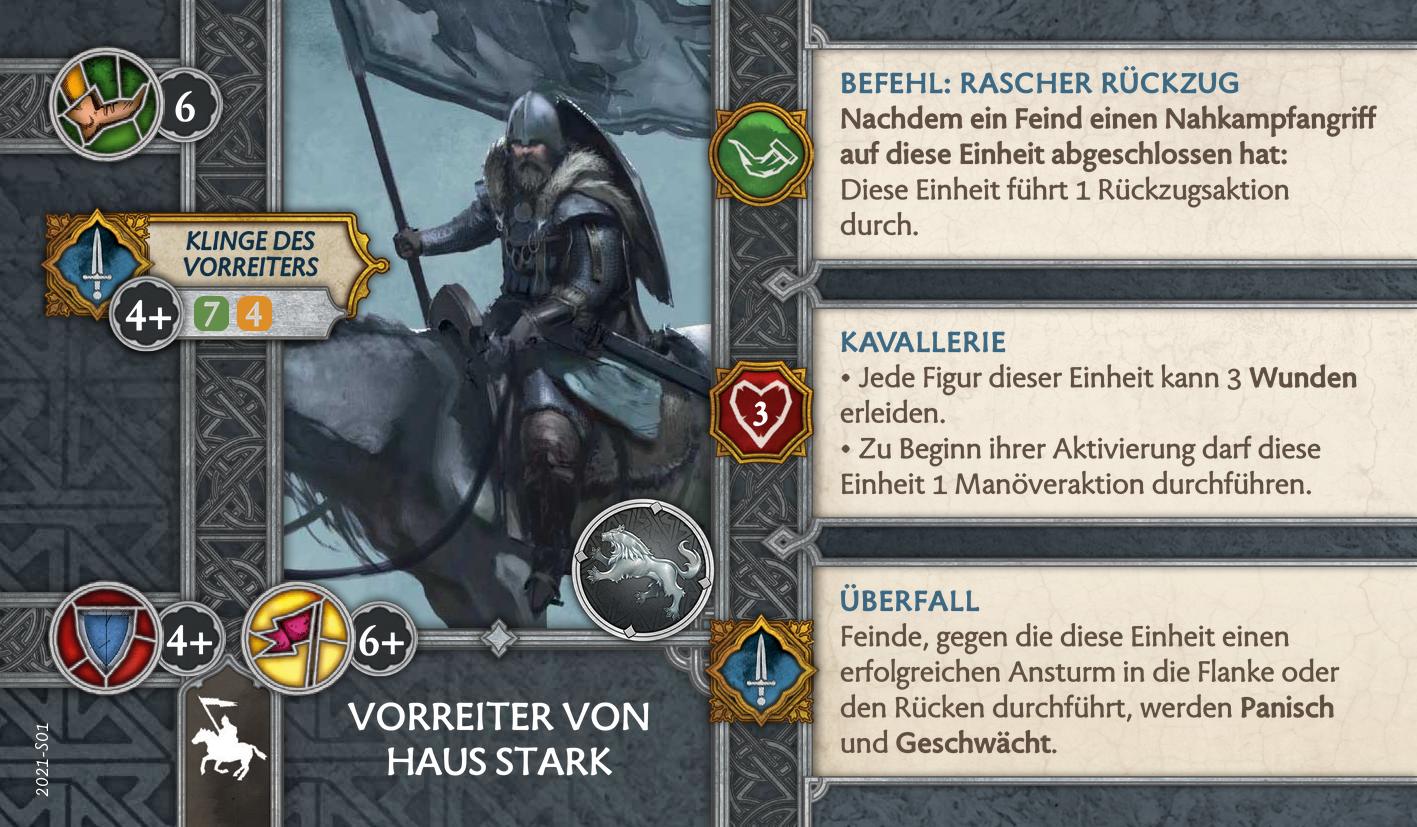 6
KLINGE DES
VORREITERS
4+ 7 4
4+ 6+
VORREITER VON
HAUS STARK
2021-S01
BEFEHL: RASCHER RÜCKZUG
Nachdem ein Feind einen Nahkampfangriff
auf diese Einheit abgeschlossen hat:
Diese Einheit führt 1 Rückzugsaktion
durch.
3
KAVALLERIE
• Jede Figur dieser Einheit kann 3 Wunden
erleiden.
• Zu Beginn ihrer Aktivierung darf diese
Einheit 1 Manöveraktion durchführen.
ÜBERFALL
Feinde, gegen die diese Einheit einen
erfolgreichen Ansturm in die Flanke oder
den Rücken durchführt, werden Panisch
und Geschwächt.